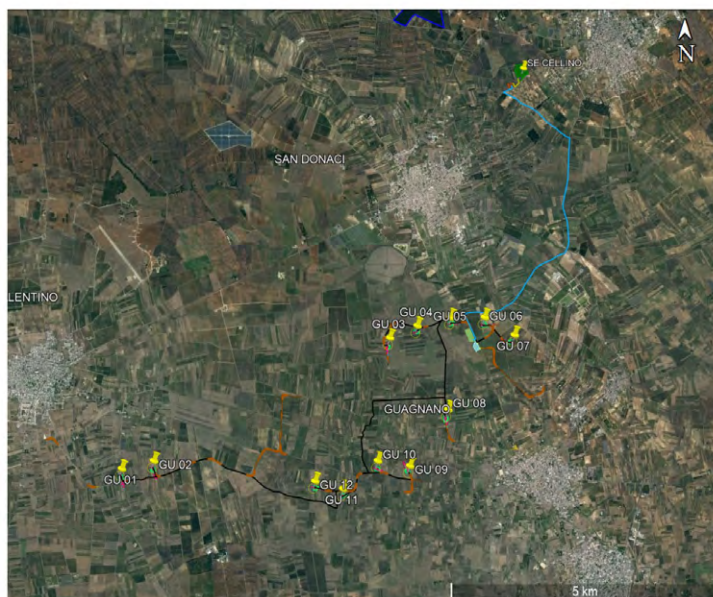 N
SE CELLINO
SAN DONACI
LENTINO
GU 04
GU 05
GU 06
GU 03
GU 07
GUAGNANO
GU 08
GU 10
GU 02
GU 09
GU 01
GU 12
GU 11
5 km